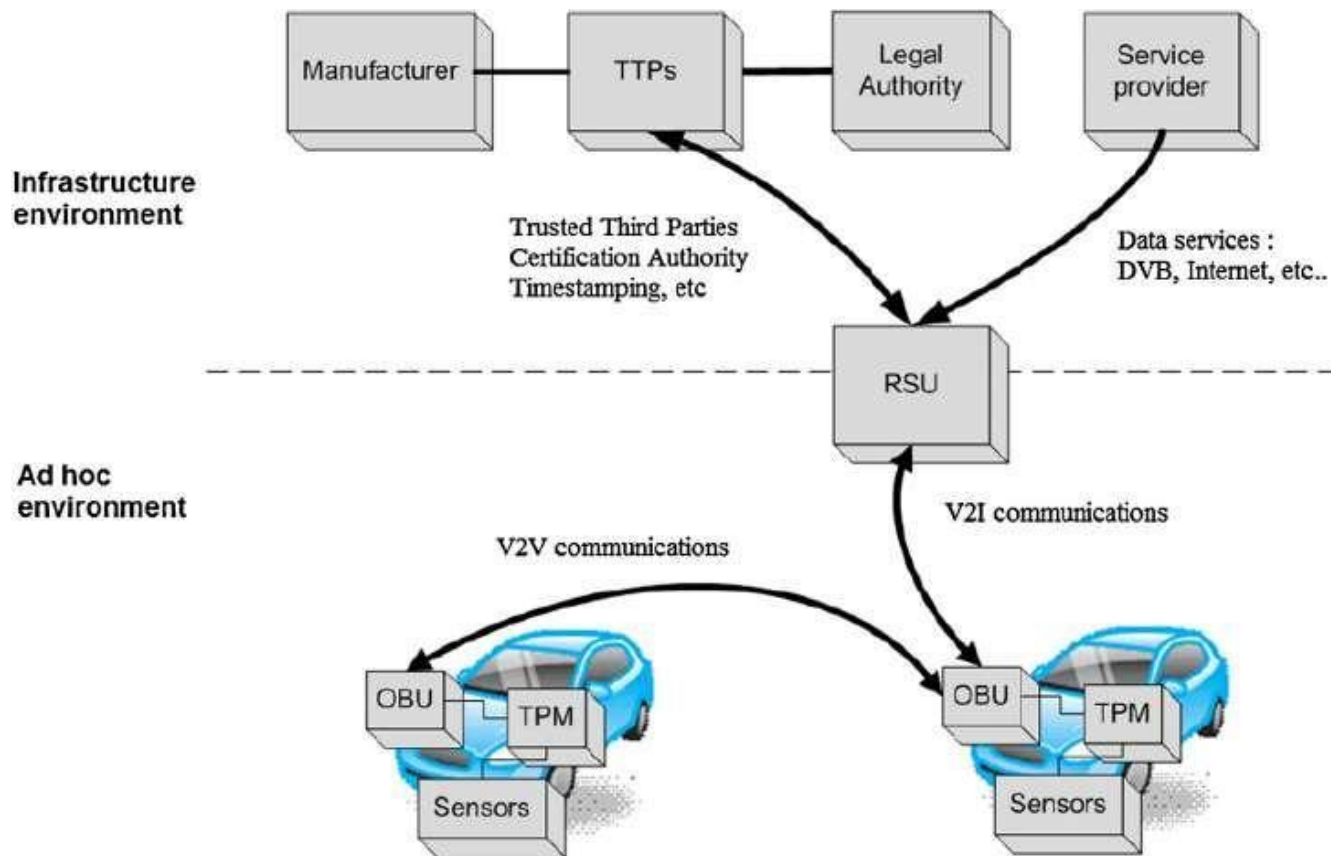 Manufacturer
TTPs
Legal
Authority
Service
provider
Infrastructure
environment
Trusted Third Parties
Certification Authority
Timestamping, etc
Data services :
DVB, Internet, etc..
RSU
Ad hoc
environment
V2I communications
V2V communications
OBU
TPM
Sensors
OBU
TPM
Sensors